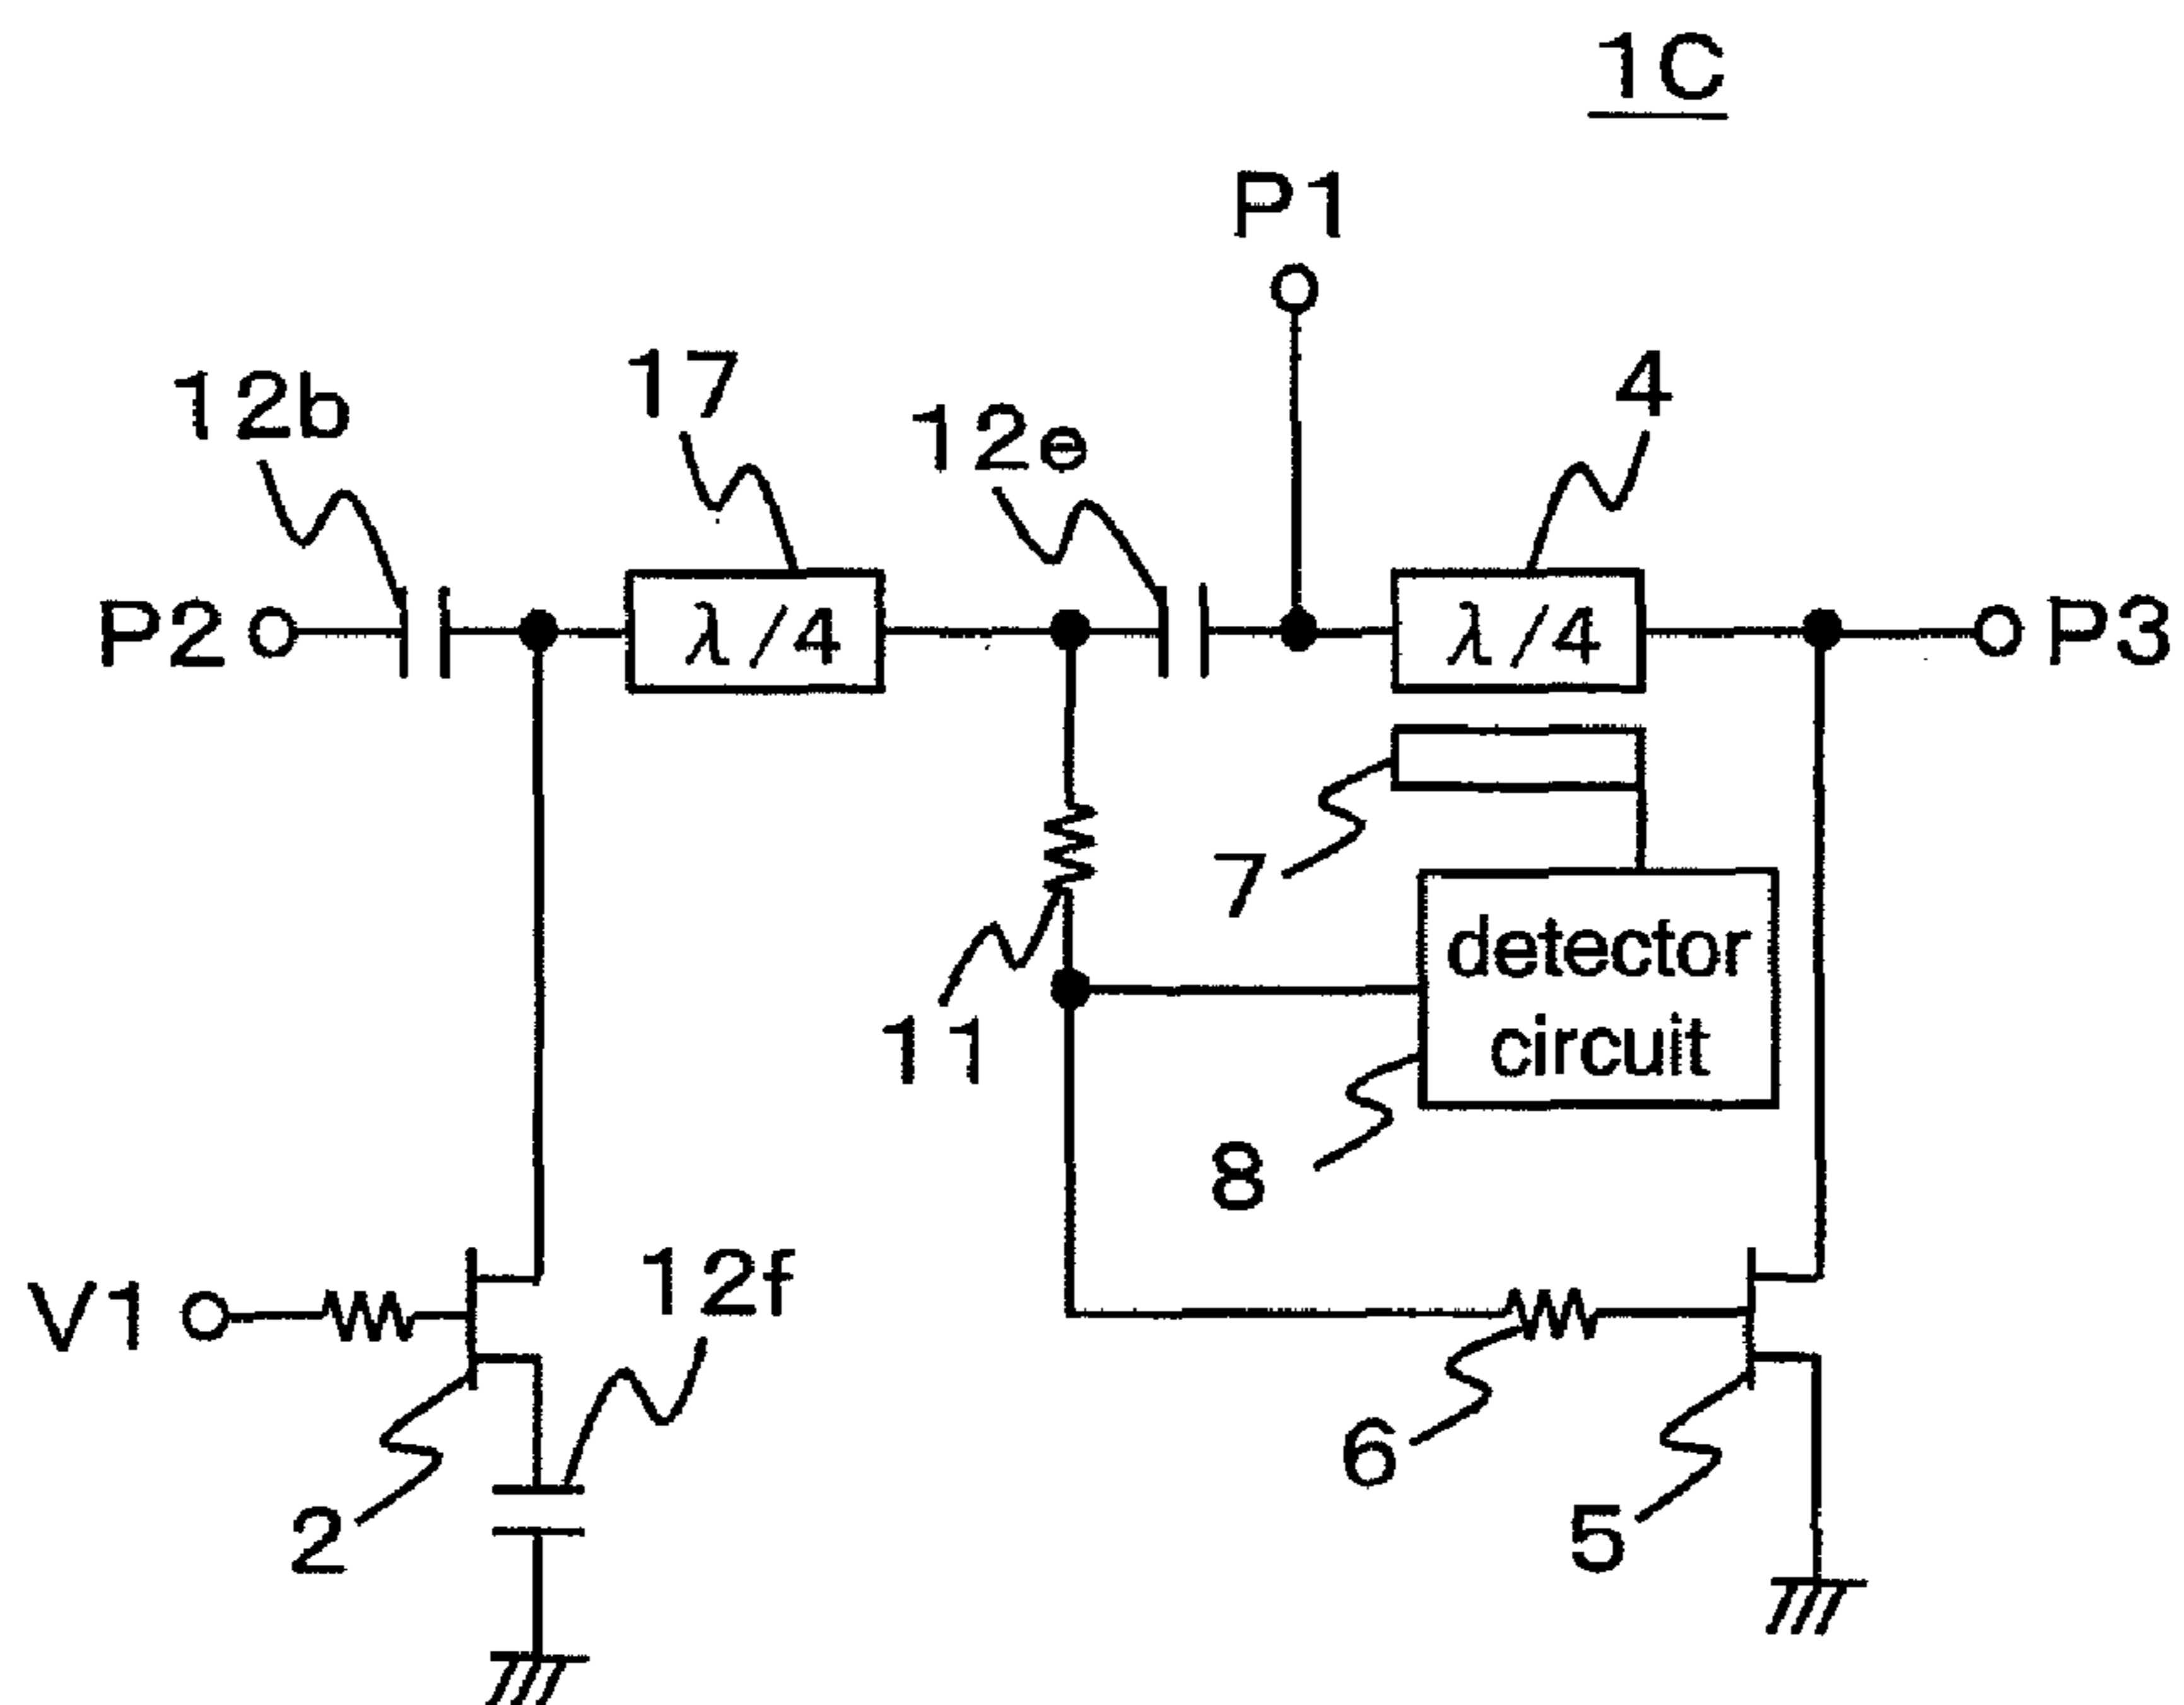 1C
P1
17
4
12b
12e
P2
λ/4
λ/4
P3
7
detector
circuit
11
8
V1
12f
2
6
5